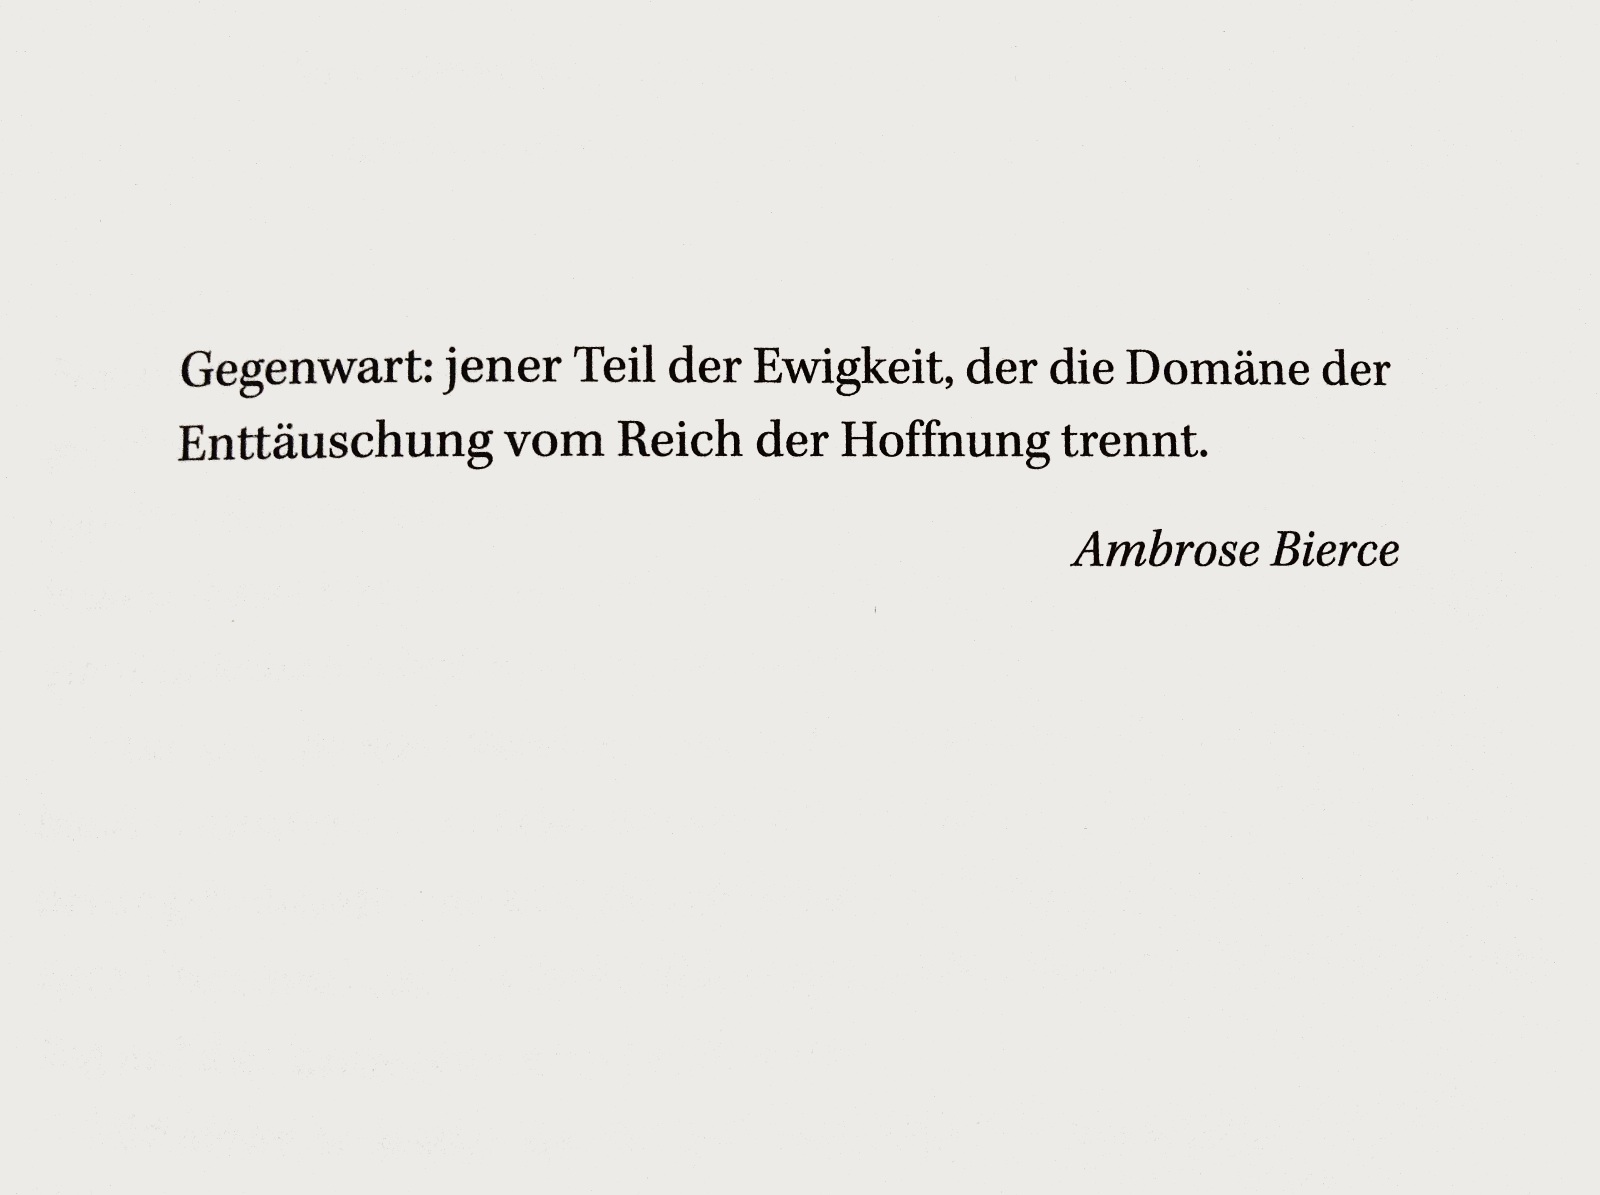 Gegenwart: jener Teil der Ewigkeit, der die Domäne der
Enttäuschung vom Reich der Hoffnung trennt.
Ambrose Bierce